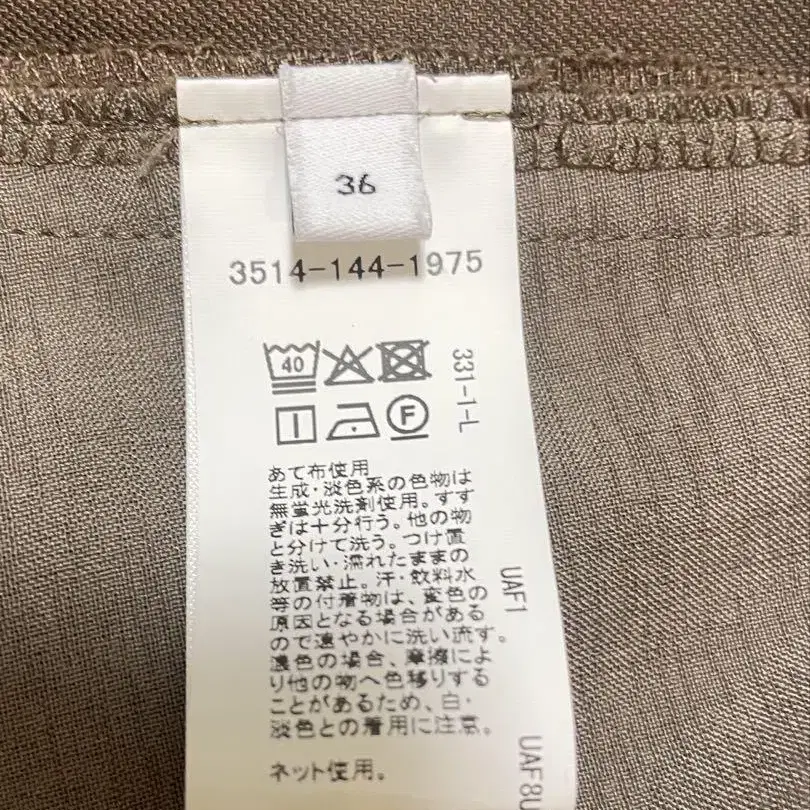 36
3514-144-1975
40
331-1-L
F
あて布使用
生成・淡色系の色物は
無蛍光洗剤使用。すす
ぎは十分行う。他の物
と分けて洗う。つけ置
き洗い・濡れたままの
放置禁止。汗・飲料水
等の付着物は、変色の
原因となる場合がある
ので速やかに洗い流す。
濃色の場合、摩擦によ
り他の物へ色移りする
ことがあるため、白・
淡色との着用に注意。
ネット使用。
UAF1
UAF8U